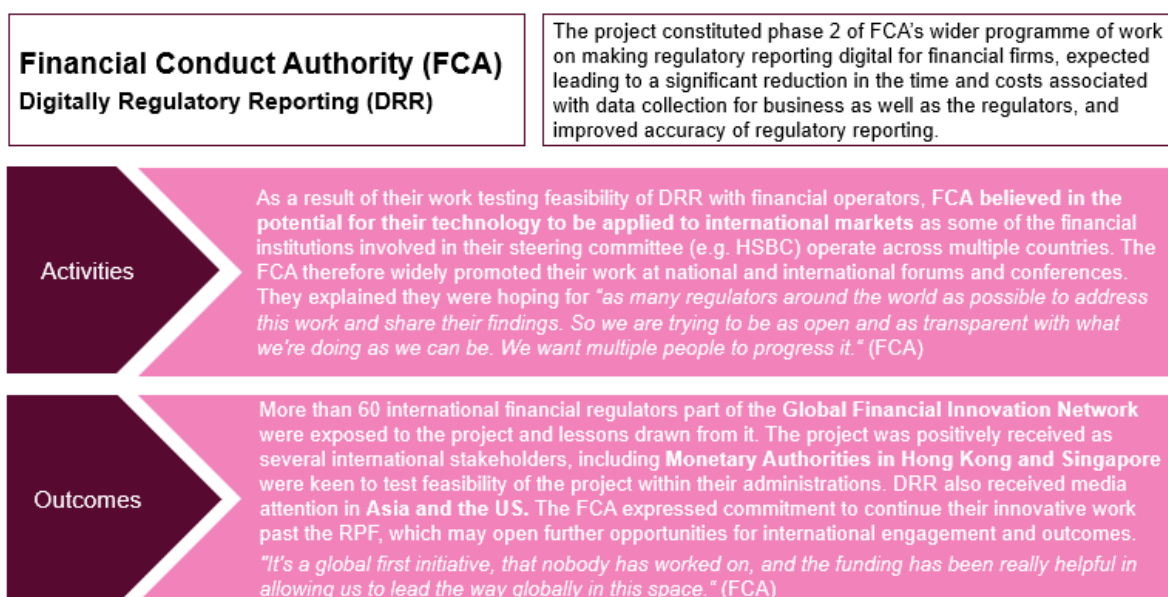 Financial Conduct Authority (FCA)
Digitally Regulatory Reporting (DRR)
The project constituted phase 2 of FCA's wider programme of work
on making regulatory reporting digital for financial firms, expected
leading to a significant reduction in the time and costs associated
with data collection for business as well as the regulators, and
improved accuracy of regulatory reporting.
Activities
As a result of their work testing feasibility of DRR with financial operators, FCA believed in the
potential for their technology to be applied to international markets as some of the financial
institutions involved in their steering committee (e.g. HSBC) operate across multiple countries. The
FCA therefore widely promoted their work at national and international forums and conferences.
They explained they were hoping for "as many regulators around the world as possible to address
this work and share their findings. So we are trying to be as open and as transparent with what
we're doing as we can be. We want multiple people to progress it." (FCA)
Outcomes
More than 60 international financial regulators part of the Global Financial Innovation Network
were exposed to the project and lessons drawn from it. The project was positively received as
several international stakeholders, including Monetary Authorities in Hong Kong and Singapore
were keen to test feasibility of the project within their administrations. DRR also received media
attention in Asia and the US. The FCA expressed commitment to continue their innovative work
past the RPF, which may open further opportunities for international engagement and outcomes.
"It's a global first initiative, that nobody has worked on, and the funding has been really helpful in
allowing us to lead the way globally in this space." (FCA)